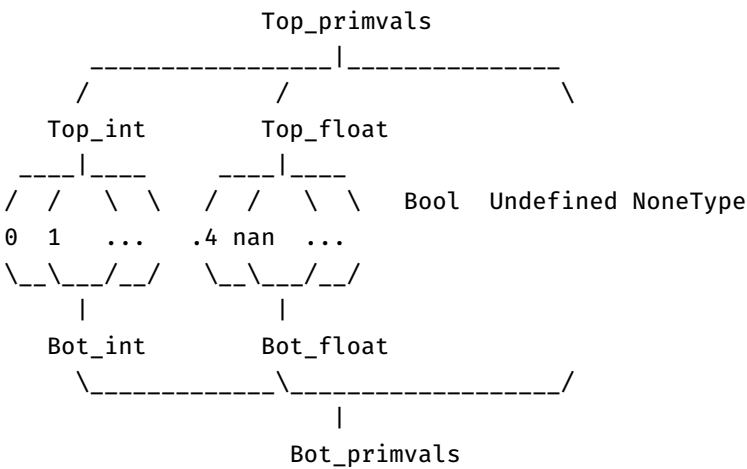 Top_primvals
Top_int Top_float
Bool Undefined NoneType
0 1 ... .4 nan ...
Bot_int Bot_float
Bot_primvals